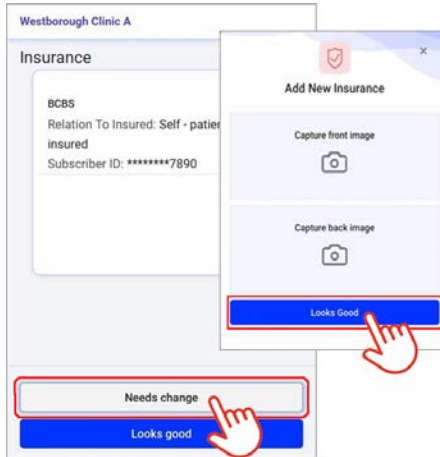 Westborough Clinic A
Insurance
BCBS
Relation To Insured: Self - patie
insured
Subscriber ID: ********7890
Needs change
Looks good
×
Add New Insurance
Capture front image
Capture back image
Looks Good